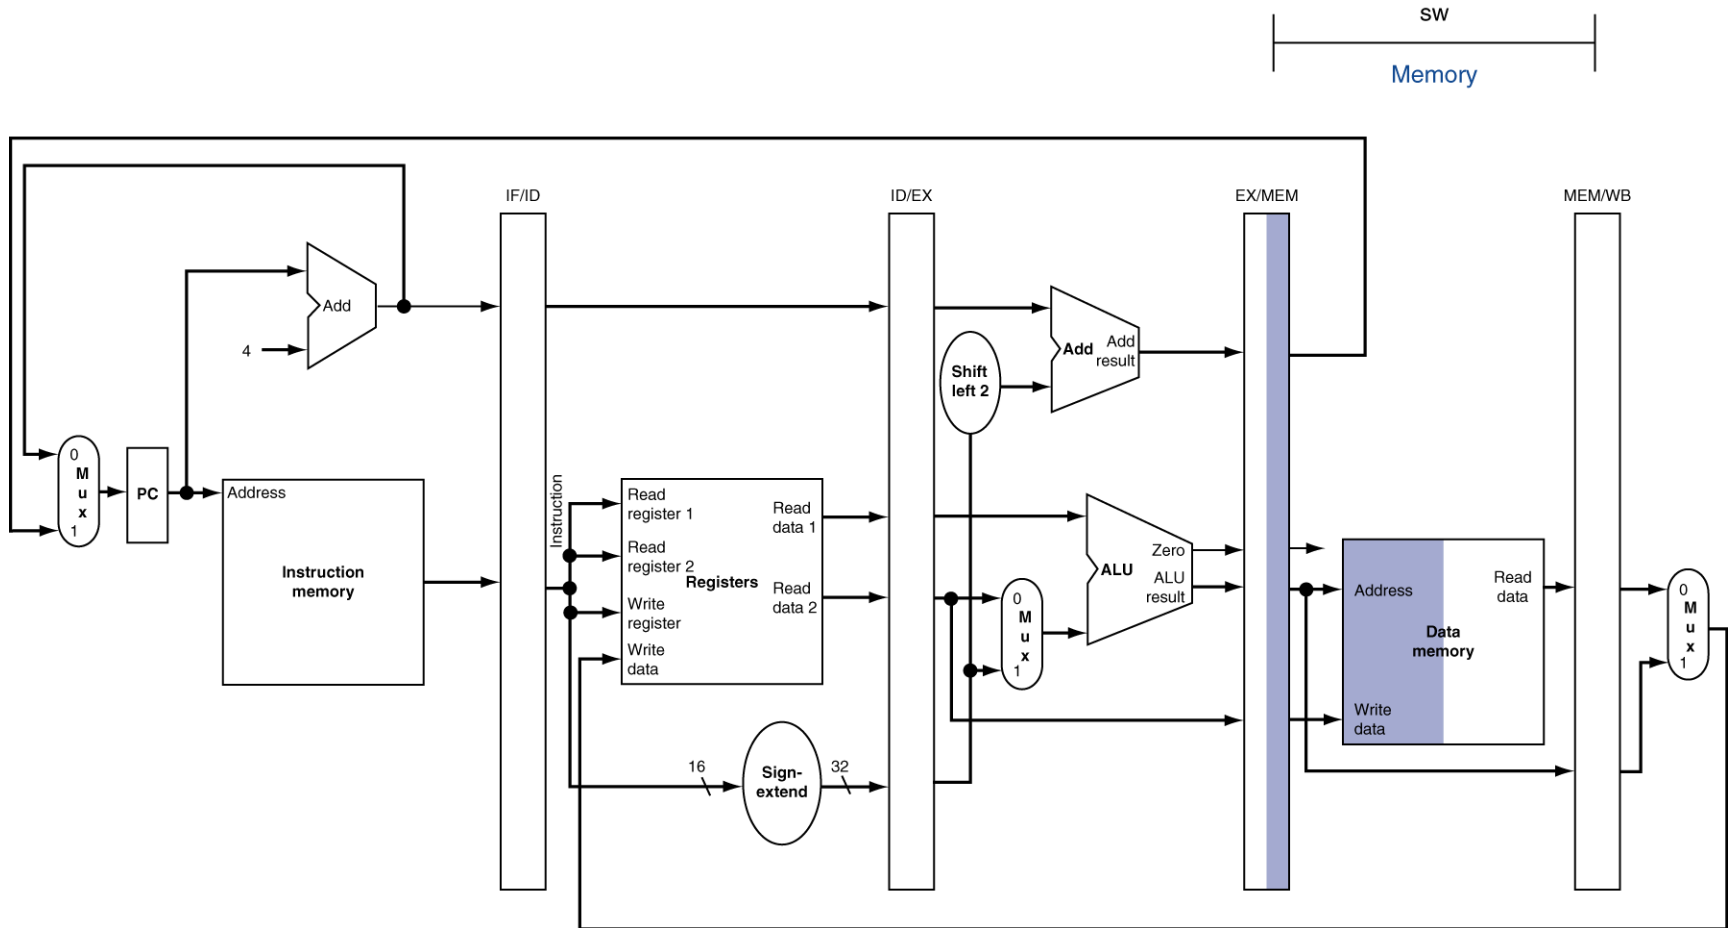 sw
Memory
IF/ID
ID/EX
EX/MEM
MEM/WB
Add
4
Add
Add
result
Shift
left 2
0
M
u
x
1
PC
Address
Instruction
memory
Instruction
Read
register 1
Read
register 2
Write
register
Write
data
Registers
Read
data 1
Read
data 2
0
M
u
x
1
Zero
ALU
ALU
result
Address
Read
data
Data
memory
Write
data
0
M
u
x
1
16
Sign-
extend
32